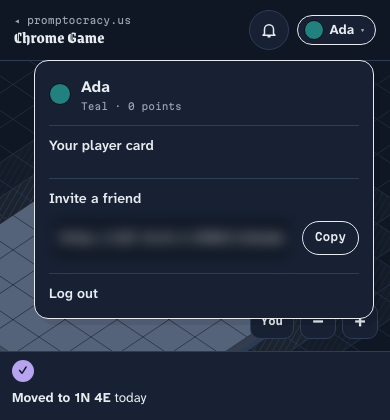 ◂ promptocracy.us
Chrome Game
Ada ▾
Ada
Teal · 0 points
Your player card
Invite a friend
Copy
Log out
You − +
Moved to 1N 4E today